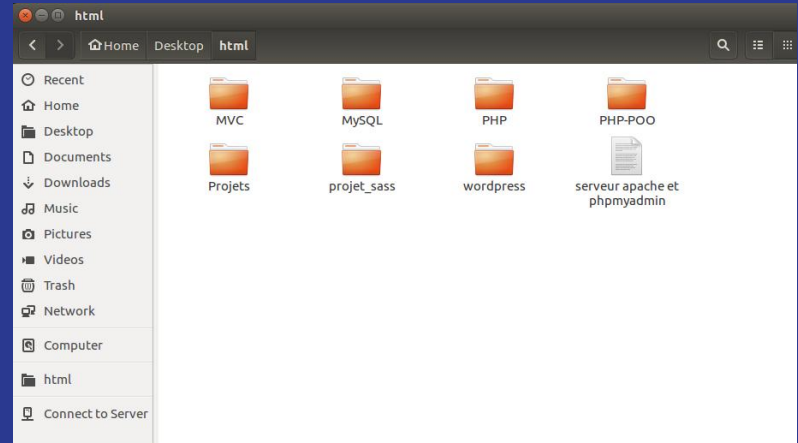 html
Home Desktop html
Recent
Home
Desktop
Documents
Downloads
Music
Pictures
Videos
Trash
Network
Computer
html
Connect to Server
MVC MySQL PHP PHP-POO
Projets projet_sass wordpress serveur apache et
phpmyadmin